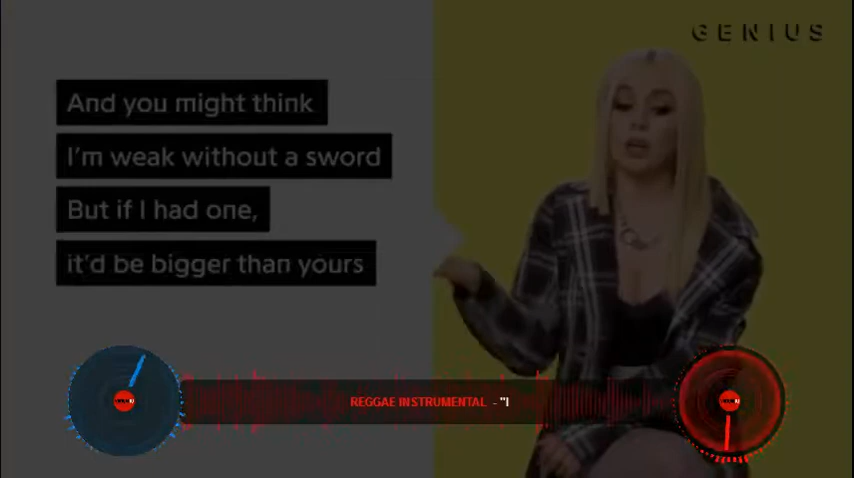 GENIUS
And you might think
I'm weak without a sword
But if I had one,
it'd be bigger than yours
REGGAE INSTRUMENTAL - "I